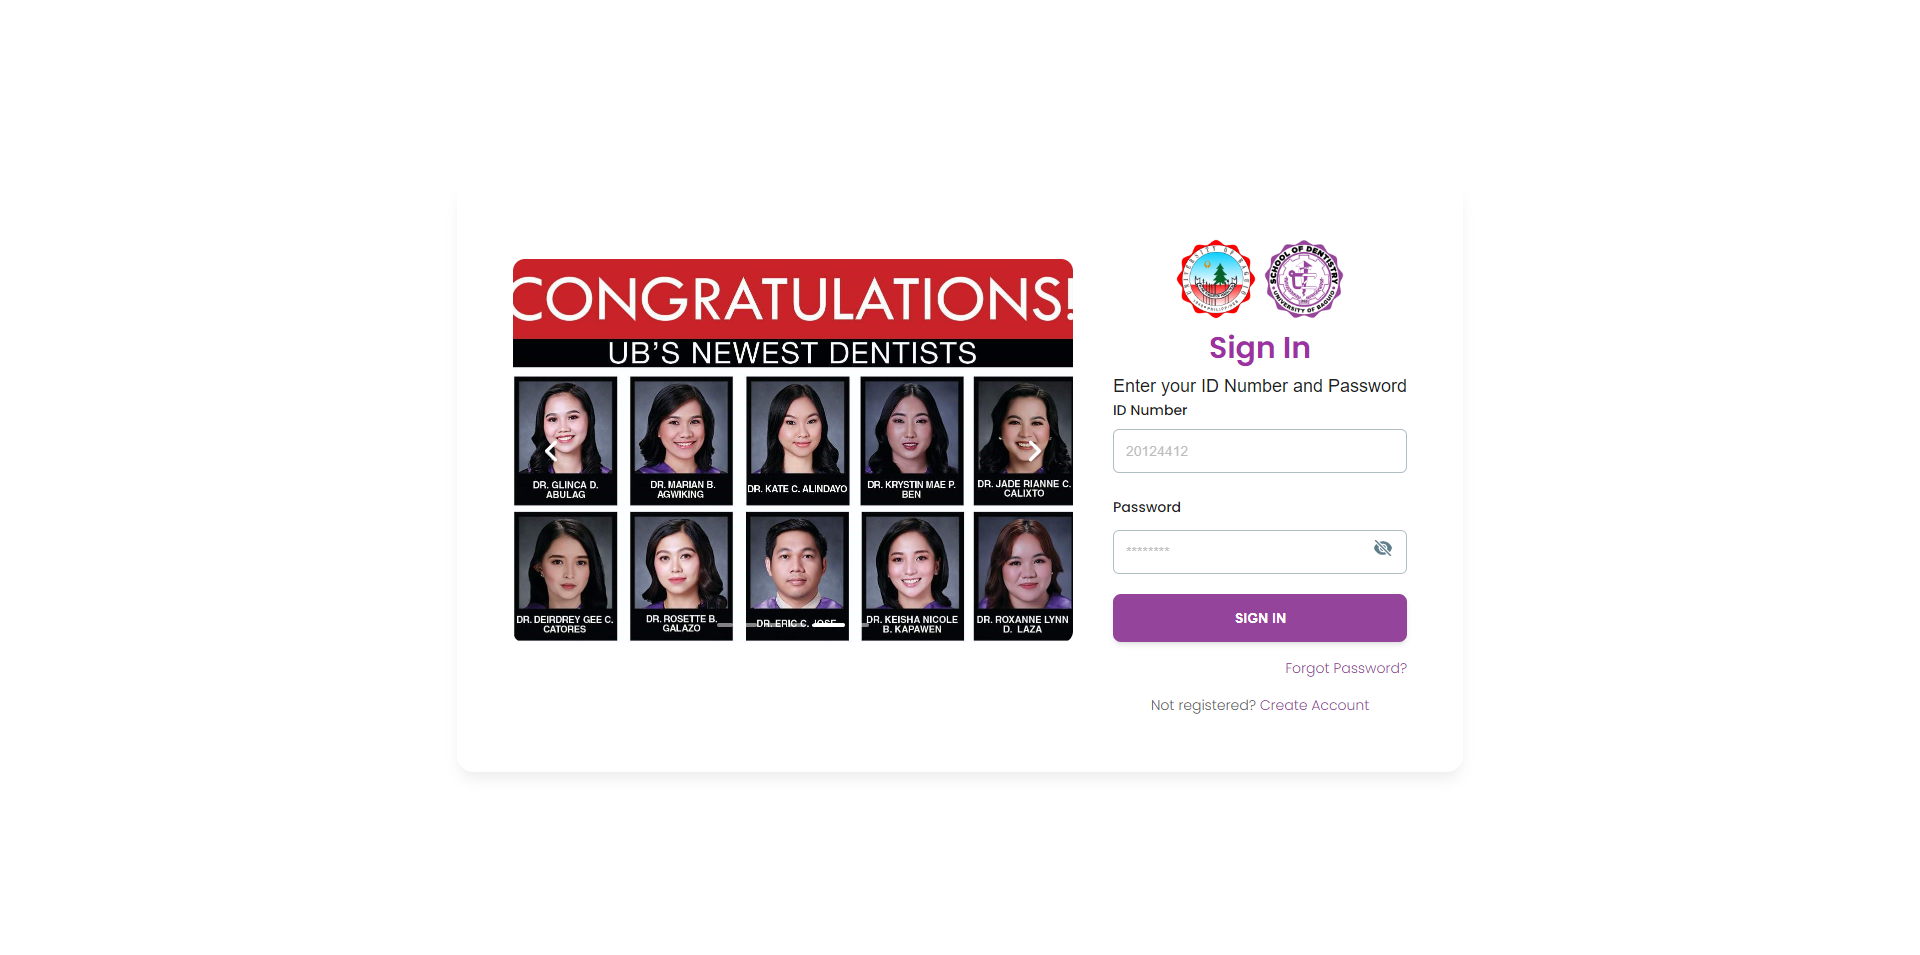 CONGRATULATIONS!
UB'S NEWEST DENTISTS
DR. GLINCA D.
ABULAG
DR. MARIAN B.
AGWIKING
DR. KATE C. ALINDAYO
DR. KRYSTIN MAE P.
BEN
DR. JADE RIANNE C.
CALIXTO
DR. DEIRDREY GEE C.
CATORES
DR. ROSETTE B.
GALAZO
DR. ERIC C. JOSE
DR. KEISHA NICOLE
B. KAPAWEN
DR. ROXANNE LYNN
D. LAZA
UNIVERSITY OF BAGUIO
SCHOOL OF DENTISTRY
UNIVERSITY OF BAGUIO
Sign In
Enter your ID Number and Password
ID Number
20124412
Password
********
SIGN IN
Forgot Password?
Not registered? Create Account